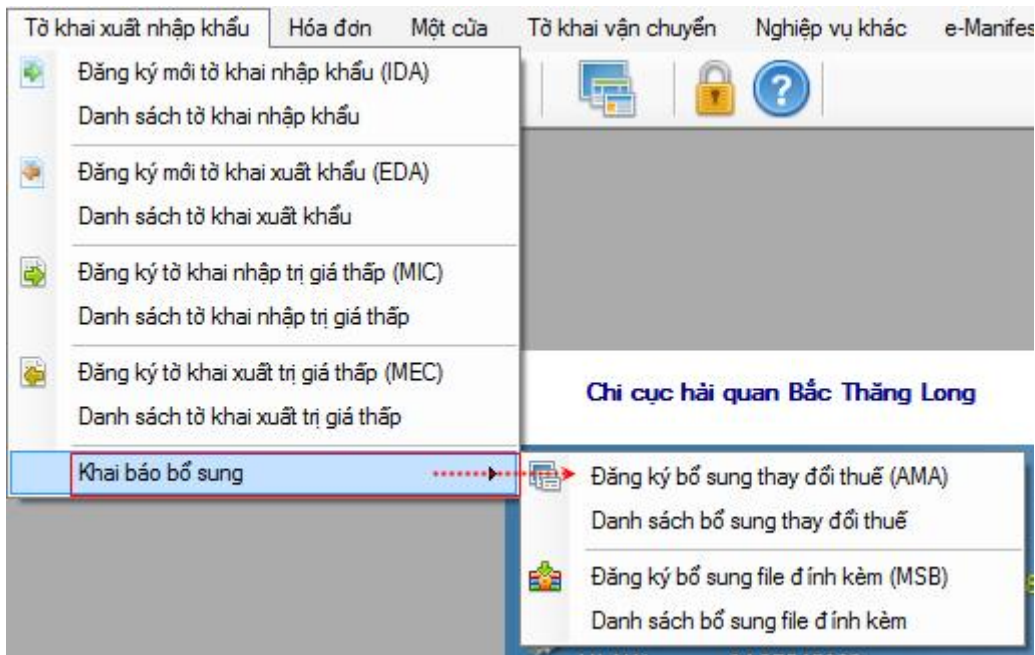 Tờ khai xuất nhập khẩu Hóa đơn Một cửa Tờ khai vận chuyển Nghiệp vụ khác e-Manifes
Đăng ký mới tờ khai nhập khẩu (IDA)
Danh sách tờ khai nhập khẩu
Đăng ký mới tờ khai xuất khẩu (EDA)
Danh sách tờ khai xuất khẩu
Đăng ký tờ khai nhập trị giá thấp (MIC)
Danh sách tờ khai nhập trị giá thấp
Đăng ký tờ khai xuất trị giá thấp (MEC)
Danh sách tờ khai xuất trị giá thấp
Chi cục hải quan Bắc Thăng Long
Khai báo bổ sung
Đăng ký bổ sung thay đổi thuế (AMA)
Danh sách bổ sung thay đổi thuế
Đăng ký bổ sung file đính kèm (MSB)
Danh sách bổ sung file đính kèm